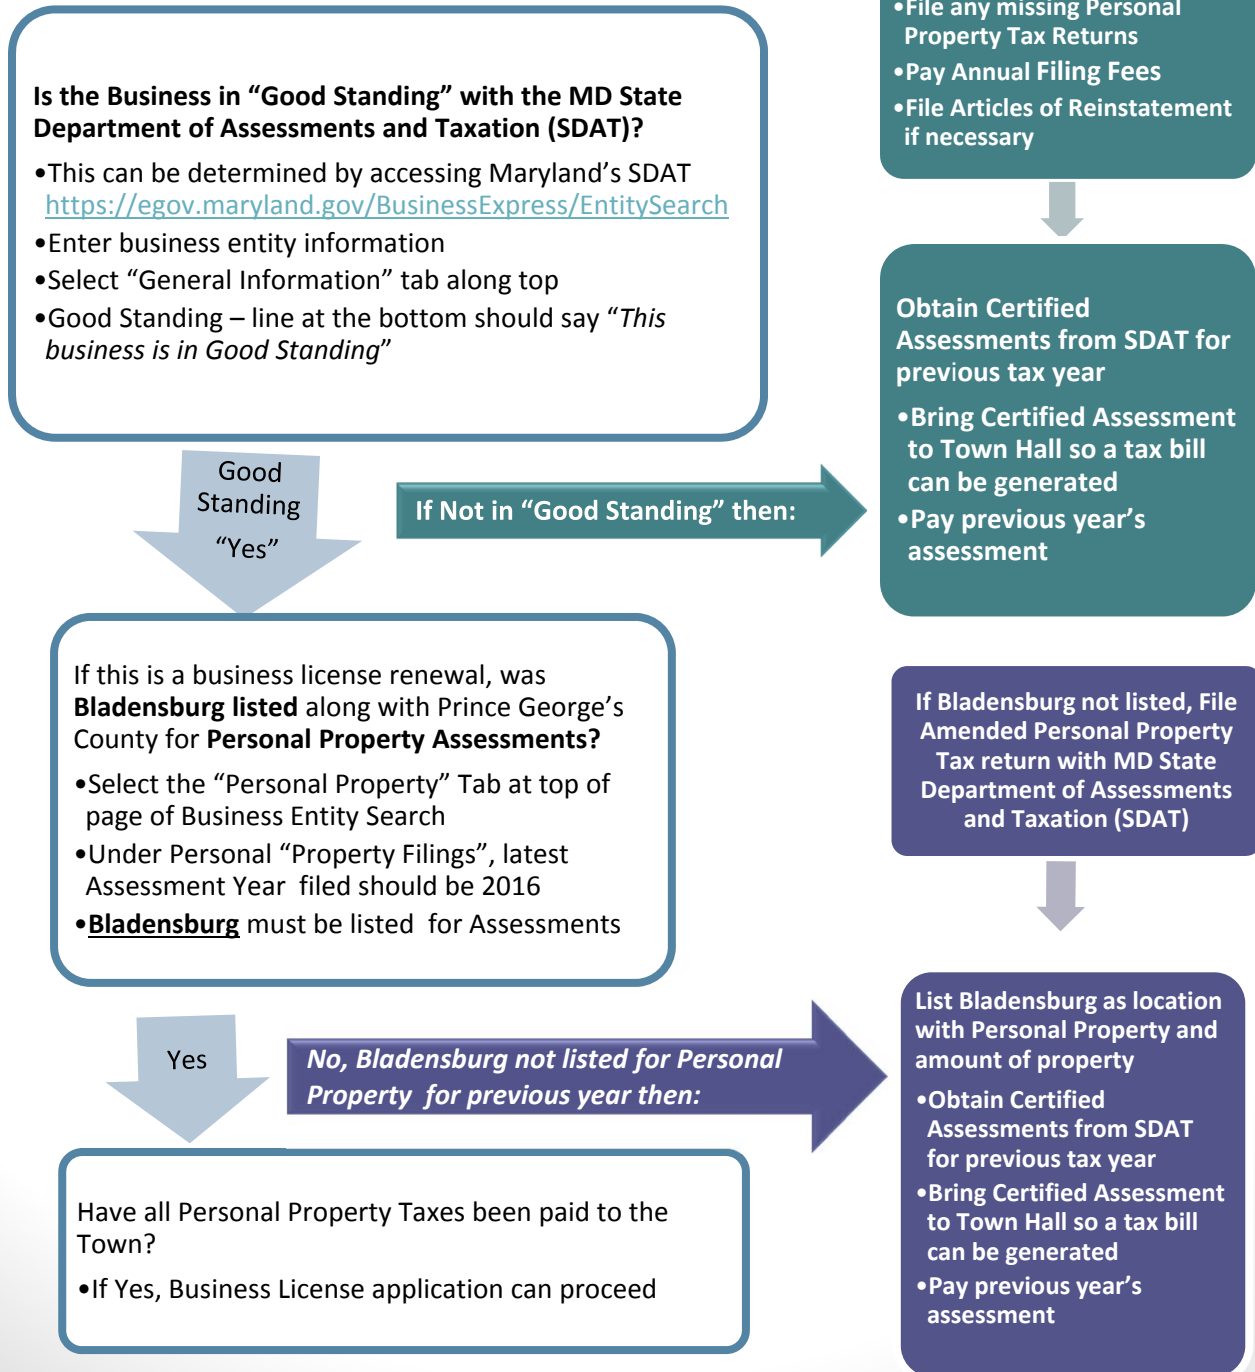 Is the Business in “Good Standing” with the MD State
Department of Assessments and Taxation (SDAT)?
•This can be determined by accessing Maryland’s SDAT
https://egov.maryland.gov/BusinessExpress/EntitySearch
•Enter business entity information
•Select “General Information” tab along top
•Good Standing – line at the bottom should say “This
business is in Good Standing”
•File any missing Personal
Property Tax Returns
•Pay Annual Filing Fees
•File Articles of Reinstatement
if necessary
Good
Standing
“Yes”
If Not in “Good Standing” then:
Obtain Certified
Assessments from SDAT for
previous tax year
•Bring Certified Assessment
to Town Hall so a tax bill
can be generated
•Pay previous year’s
assessment
If this is a business license renewal, was
Bladensburg listed along with Prince George’s
County for Personal Property Assessments?
•Select the “Personal Property” Tab at top of
page of Business Entity Search
•Under Personal “Property Filings”, latest
Assessment Year  filed should be 2016
•Bladensburg must be listed  for Assessments
If Bladensburg not listed, File
Amended Personal Property
Tax return with MD State
Department of Assessments
and Taxation (SDAT)
Yes
No, Bladensburg not listed for Personal
Property  for previous year then:
List Bladensburg as location
with Personal Property and
amount of property
•Obtain Certified
Assessments from SDAT
for previous tax year
•Bring Certified Assessment
to Town Hall so a tax bill
can be generated
•Pay previous year’s
assessment
Have all Personal Property Taxes been paid to the
Town?
•If Yes, Business License application can proceed